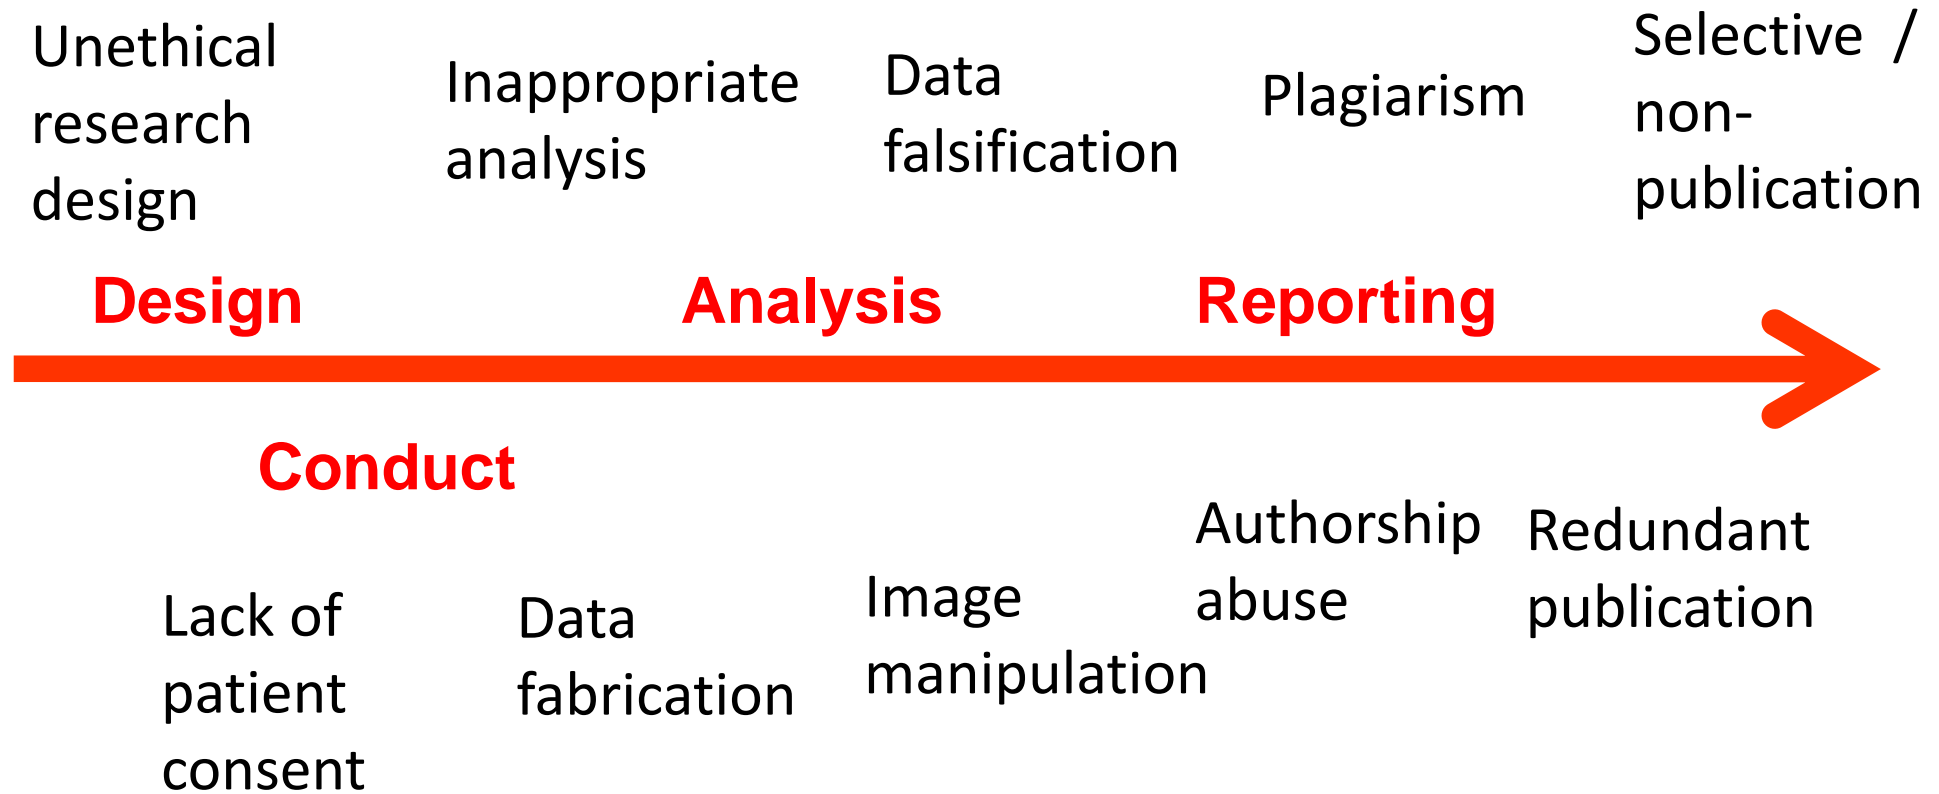 Unethical
research
design
Inappropriate
analysis
Data
falsification
Plagiarism
Selective /
non-
publication
Design
Analysis
Reporting
Conduct
Lack of
patient
consent
Data
fabrication
Image
manipulation
Authorship
abuse
Redundant
publication